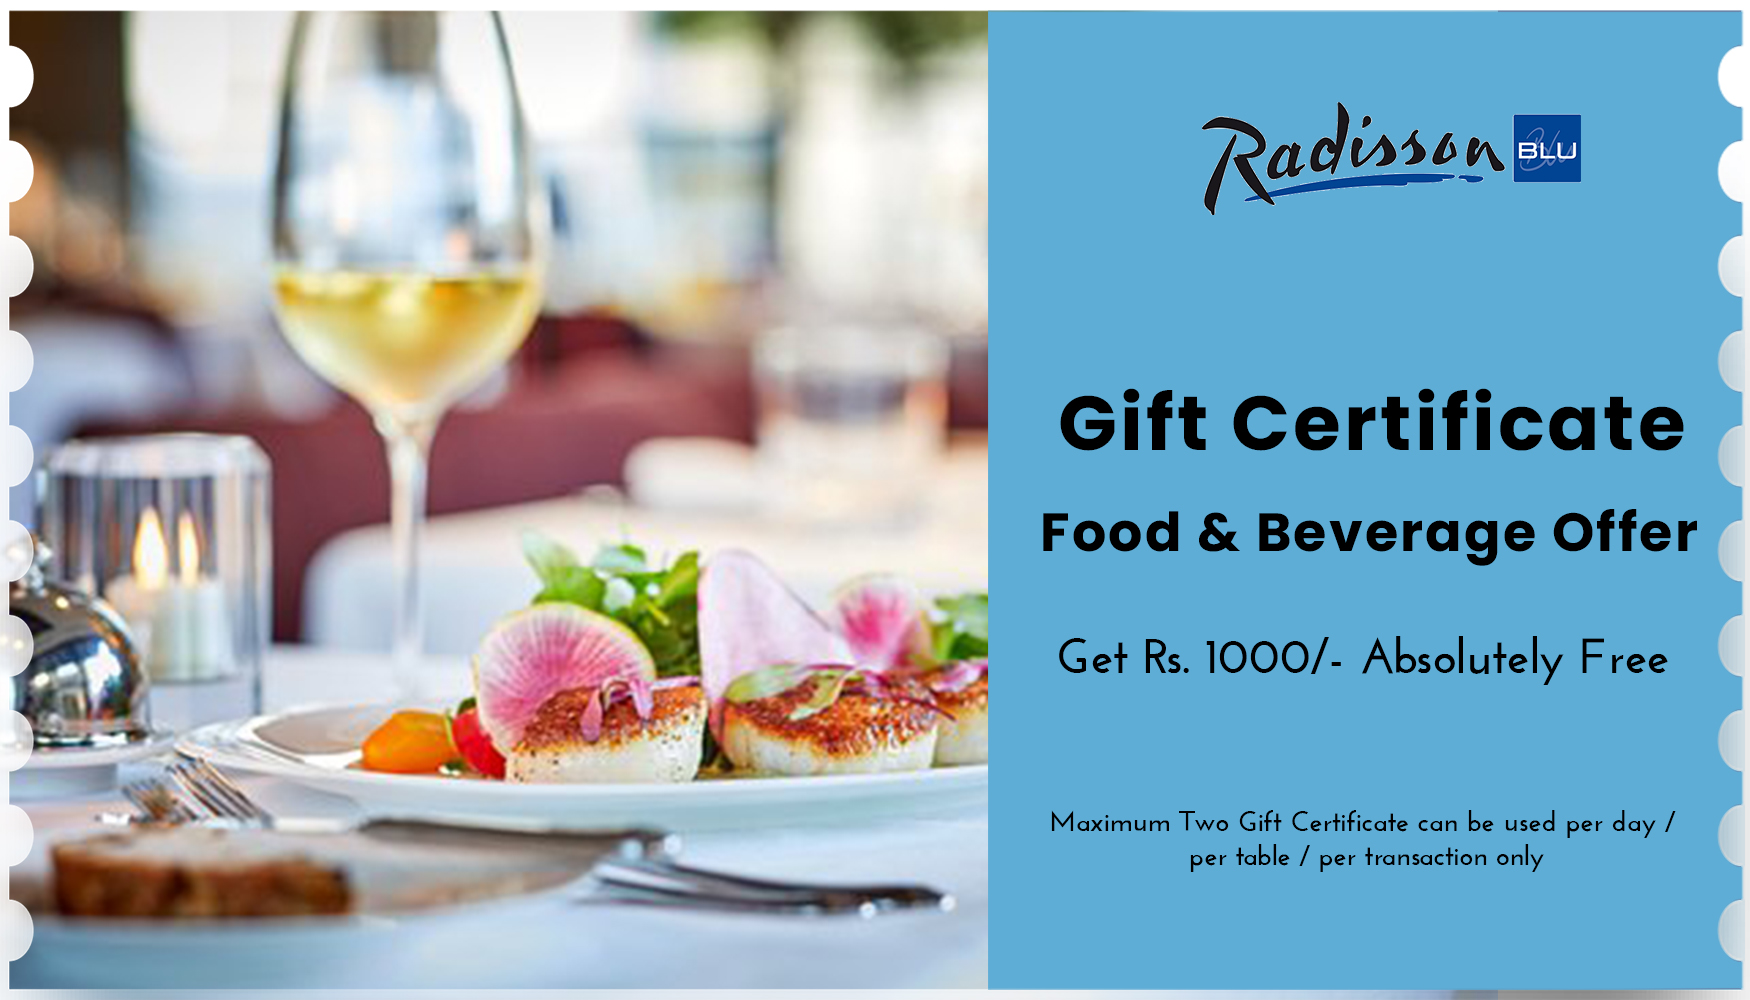 Radisson BLU
Gift Certificate
Food & Beverage Offer
Get Rs. 1000/- Absolutely Free
Maximum Two Gift Certificate can be used per day /
per table / per transaction only